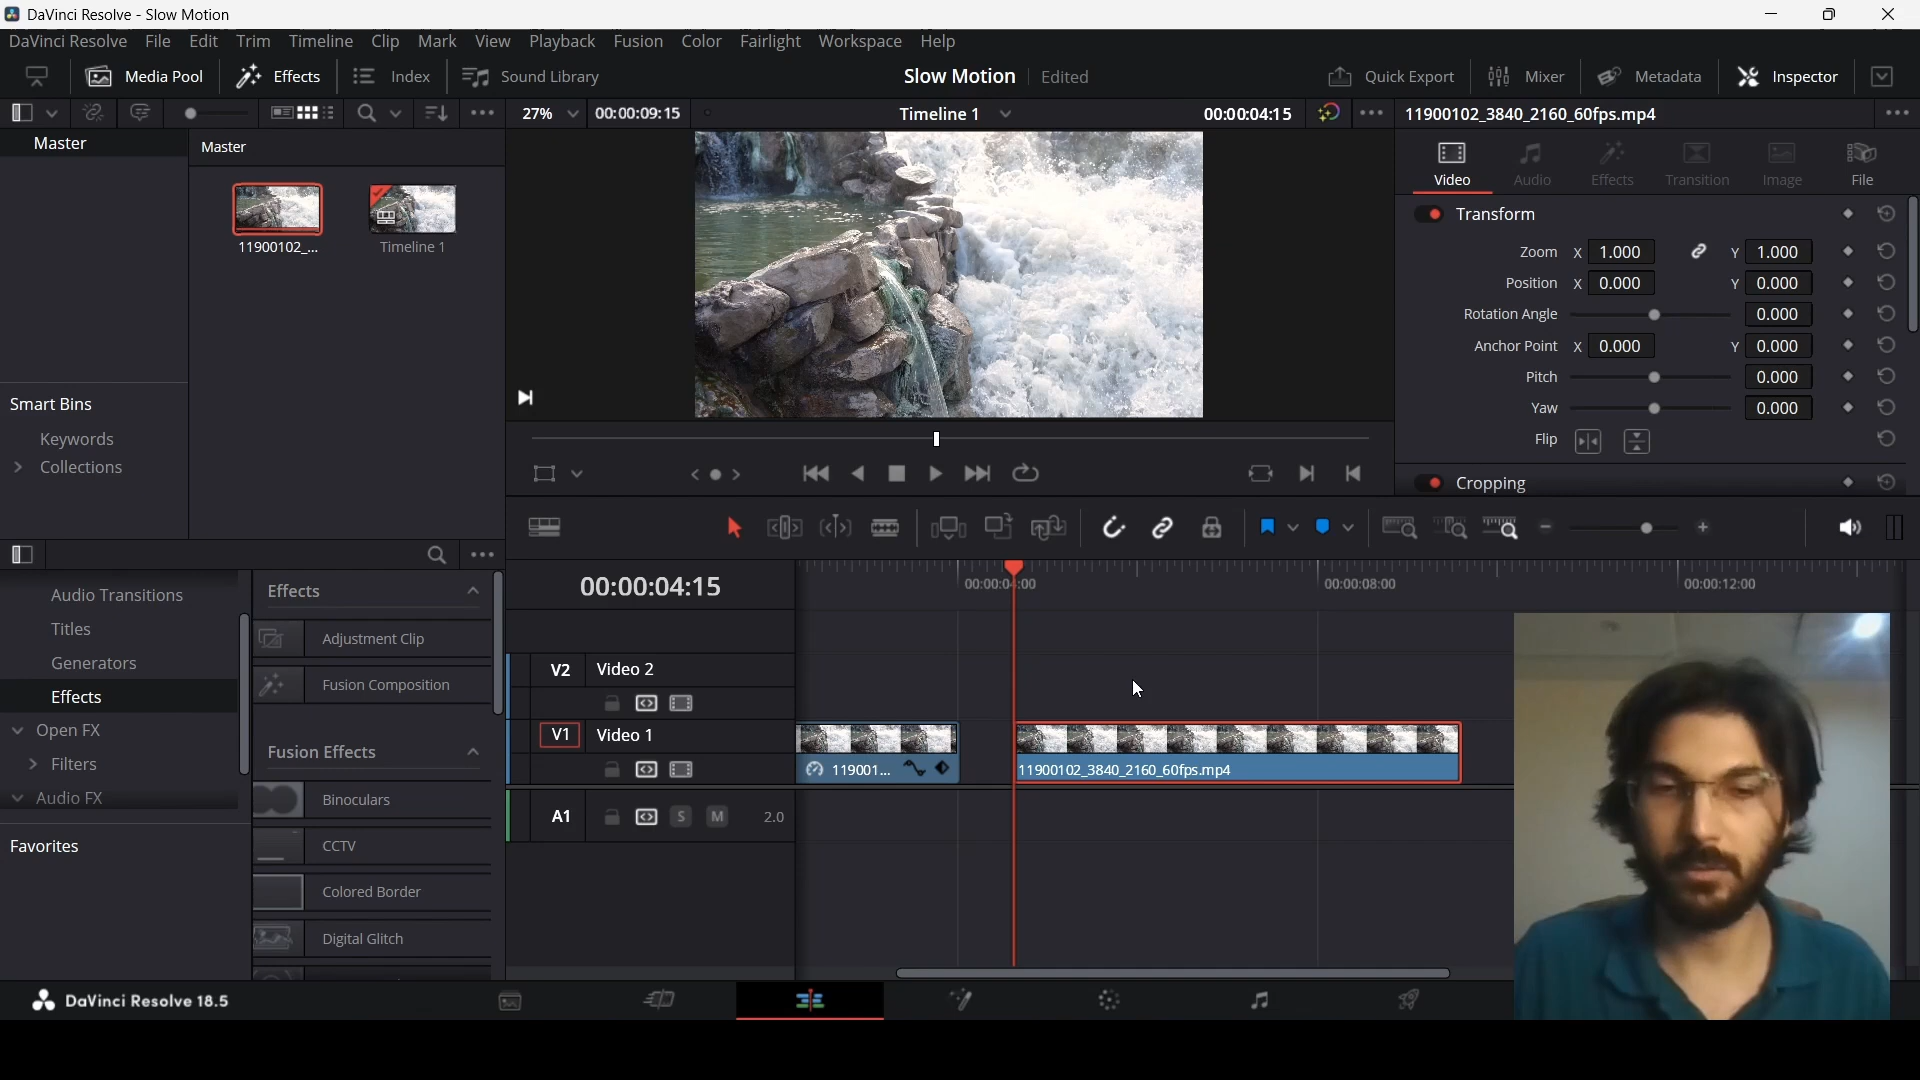 DaVinci Resolve - Slow Motion
DaVinci Resolve File Edit Trim Timeline Clip Mark View Playback Fusion Color Fairlight Workspace Help
Media Pool Effects Index Sound Library Slow Motion Edited Quick Export Mixer Metadata Inspector
27% 00:00:09:15 Timeline 1 00:00:04:15 11900102_3840_2160_60fps.mp4
Master
Master
11900102_...
Timeline 1
Smart Bins
Keywords
Collections
Video Audio Effects Transition Image File
Transform
Zoom X 1.000 Y 1.000
Position X 0.000 Y 0.000
Rotation Angle 0.000
Anchor Point X 0.000 Y 0.000
Pitch 0.000
Yaw 0.000
Flip
Cropping
Audio Transitions
Titles
Generators
Effects
Open FX
Filters
Audio FX
Favorites
Effects
Adjustment Clip
Fusion Composition
Fusion Effects
Binoculars
CCTV
Colored Border
Digital Glitch
00:00:04:15
00:00:04:00 00:00:08:00 00:00:12:00
V2 Video 2
V1 Video 1
119001... 11900102_3840_2160_60fps.mp4
A1 S M 2.0
DaVinci Resolve 18.5